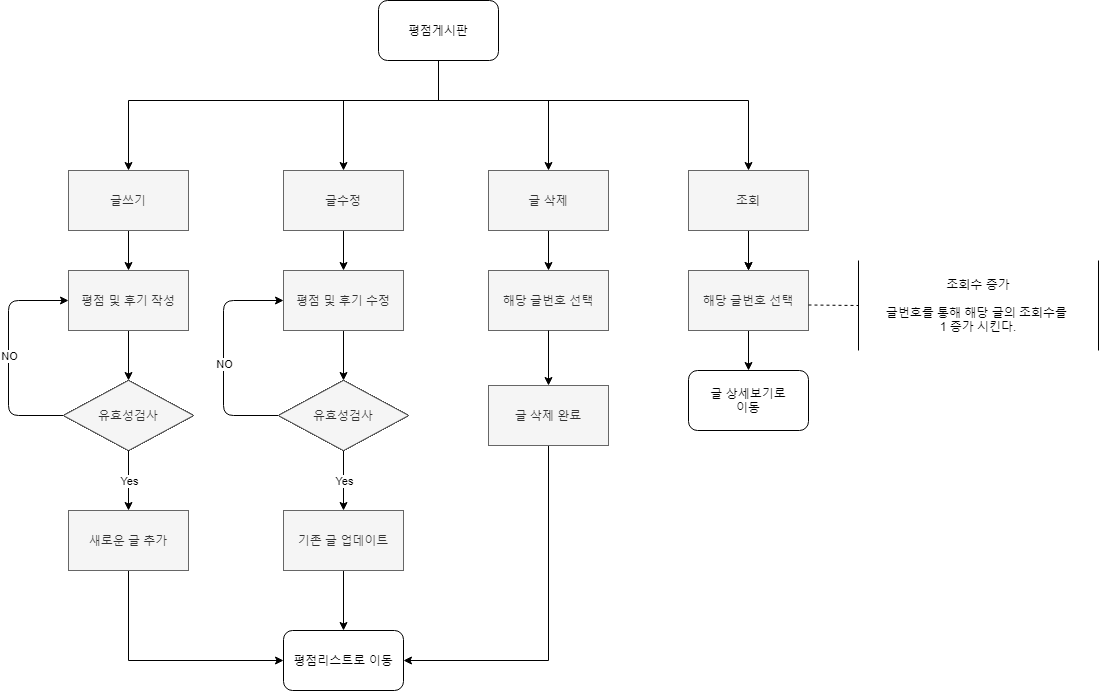 평점게시판
글쓰기
글수정
글 삭제
조회
평점 및 후기 작성
평점 및 후기 수정
해당 글번호 선택
해당 글번호 선택
조회수 증가
글번호를 통해 해당 글의 조회수를
1 증가 시킨다.
NO
NO
유효성검사
유효성검사
글 삭제 완료
글 상세보기로
이동
Yes
Yes
새로운 글 추가
기존 글 업데이트
평점리스트로 이동